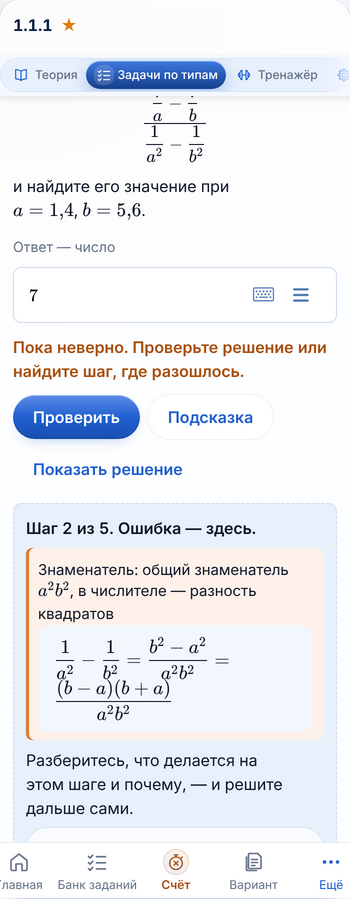 1.1.1 ★
Теория Задачи по типам Тренажёр
a − b
1/a² − 1/b²
и найдите его значение при
a = 1,4, b = 5,6.
Ответ — число
7
Пока неверно. Проверьте решение или
найдите шаг, где разошлось.
Проверить Подсказка
Показать решение
Шаг 2 из 5. Ошибка — здесь.
Знаменатель: общий знаменатель
a²b², в числителе — разность
квадратов
1/a² − 1/b² = (b² − a²)/(a²b²) =
(b − a)(b + a)/(a²b²)
Разберитесь, что делается на
этом шаге и почему, — и решите
дальше сами.
лавная Банк заданий Счёт Вариант Ещё